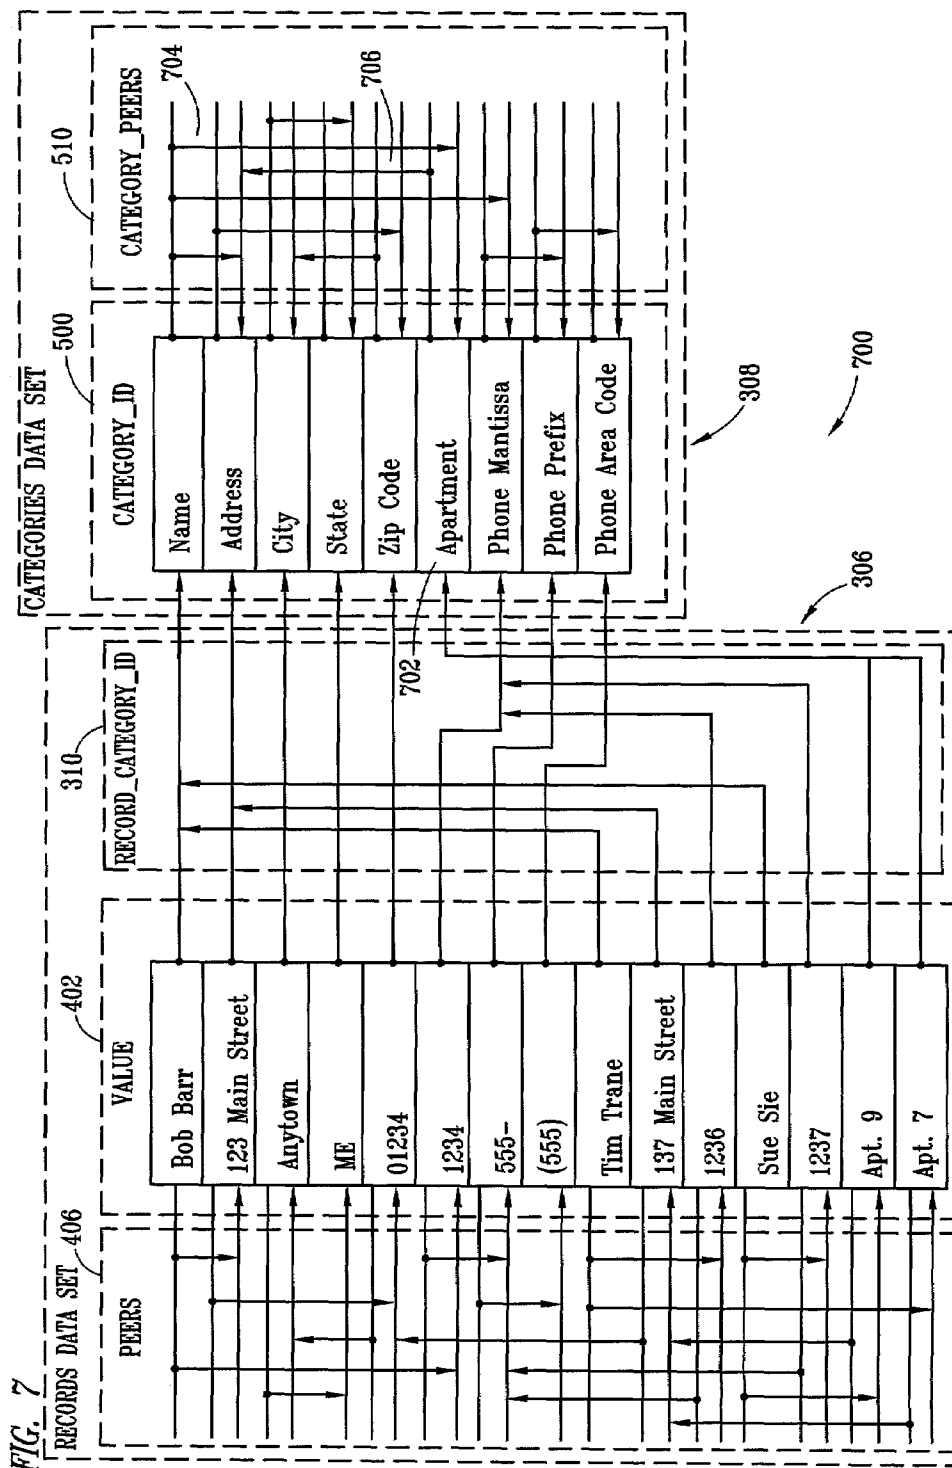 FIG. 7
RECORDS DATA SET
406
PEERS
402
VALUE
Bob Barr
123 Main Street
Anytown
ME
01234
1234
555-
(555)
Tim Trane
137 Main Street
1236
Sue Sie
1237
Apt. 9
Apt. 7
310
RECORD_CATEGORY_ID
306
CATEGORIES DATA SET
500
CATEGORY_ID
Name
Address
City
State
Zip Code
Apartment
Phone Mantissa
Phone Prefix
Phone Area Code
702
308
510
CATEGORY_PEERS
704
706
700